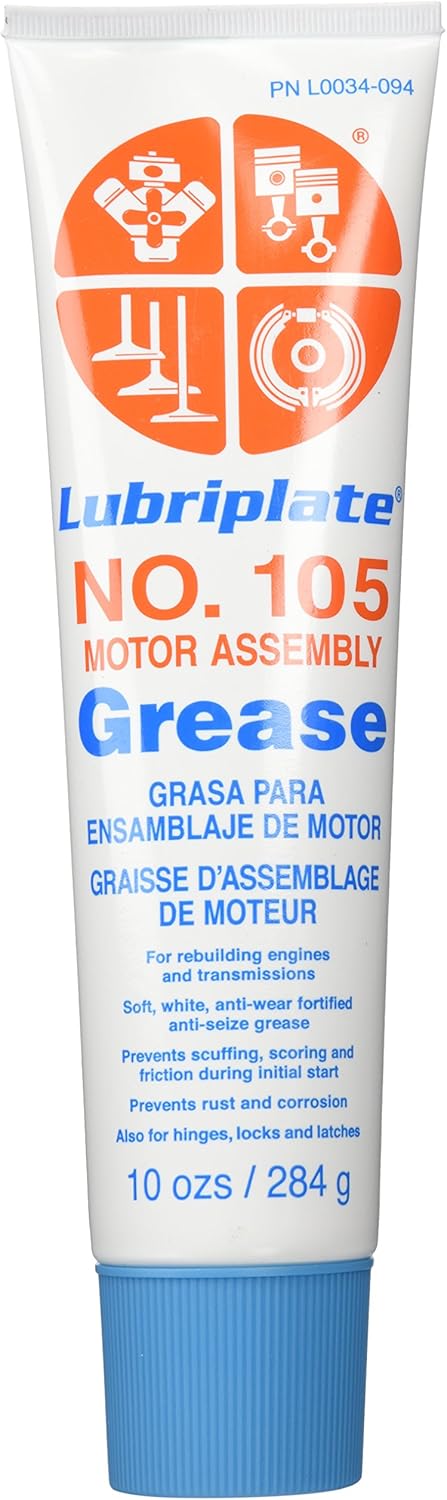 PN L0034-094
®
Lubriplate®
NO. 105
MOTOR ASSEMBLY
Grease
GRASA PARA
ENSAMBLAJE DE MOTOR
GRAISSE D'ASSEMBLAGE
DE MOTEUR
For rebuilding engines
and transmissions
Soft, white, anti-wear fortified
anti-seize grease
Prevents scuffing, scoring and
friction during initial start
Prevents rust and corrosion
Also for hinges, locks and latches
10 ozs / 284 g